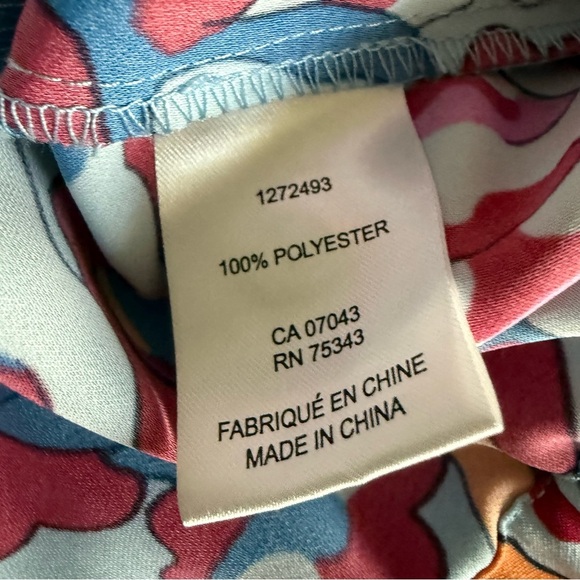 1272493
100% POLYESTER
CA 07043
RN 75343
FABRIQUÉ EN CHINE
MADE IN CHINA